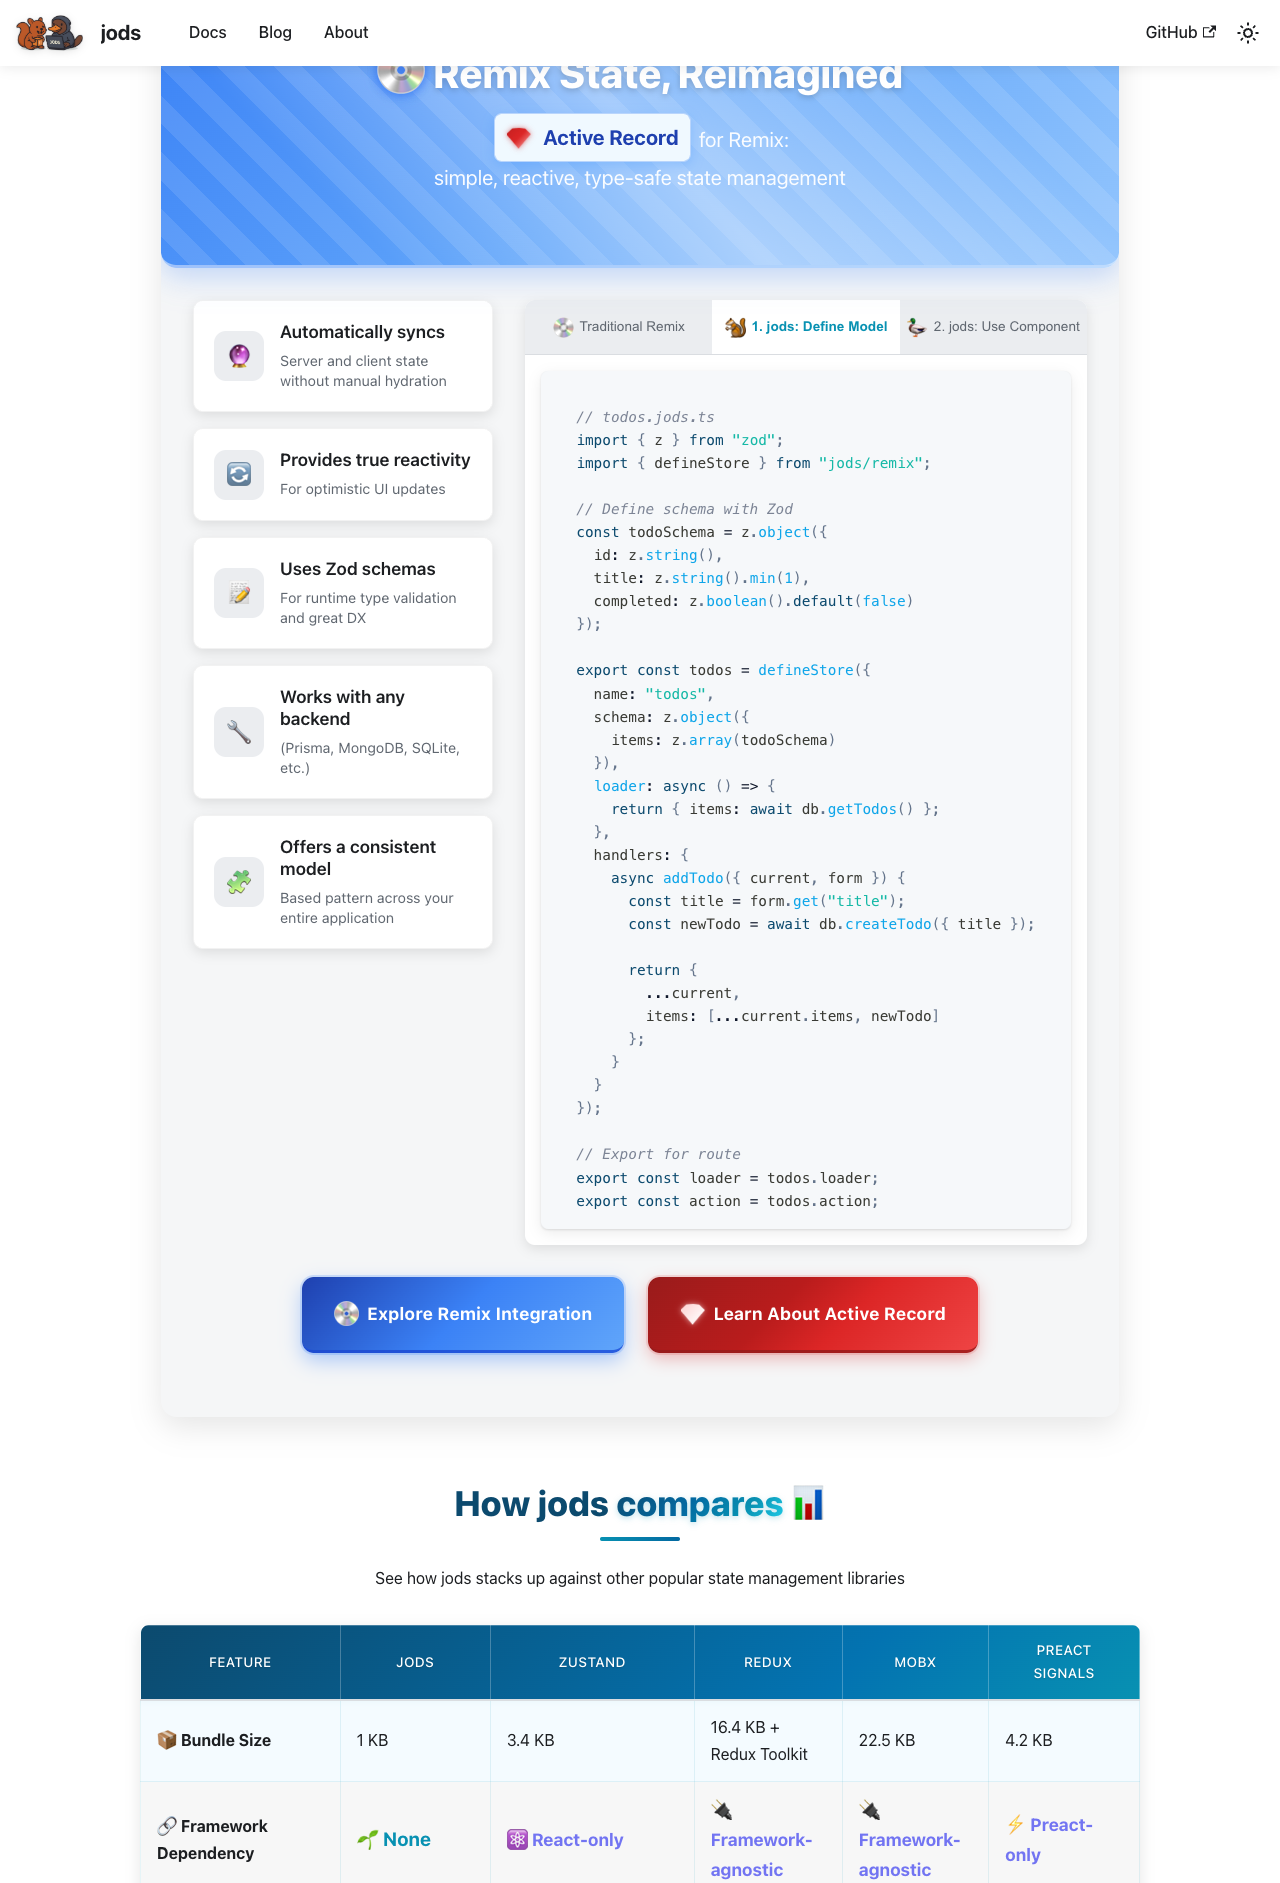 jods
Docs
Blog
About
GitHub
Remix State, Reimagined
Active Record for Remix:
simple, reactive, type-safe state management
Automatically syncs
Server and client state
without manual hydration
Provides true reactivity
For optimistic UI updates
Uses Zod schemas
For runtime type validation
and great DX
Works with any
backend
(Prisma, MongoDB, SQLite,
etc.)
Offers a consistent
model
Based pattern across your
entire application
Traditional Remix
1. jods: Define Model
2. jods: Use Component
// todos.jods.ts
import { z } from "zod";
import { defineStore } from "jods/remix";
// Define schema with Zod
const todoSchema = z.object({
  id: z.string(),
  title: z.string().min(1),
  completed: z.boolean().default(false)
});
export const todos = defineStore({
  name: "todos",
  schema: z.object({
    items: z.array(todoSchema)
  }),
  loader: async () => {
    return { items: await db.getTodos() };
  },
  handlers: {
    async addTodo({ current, form }) {
      const title = form.get("title");
      const newTodo = await db.createTodo({ title });
      return {
        ...current,
        items: [...current.items, newTodo]
      };
    }
  }
});
// Export for route
export const loader = todos.loader;
export const action = todos.action;
Explore Remix Integration
Learn About Active Record
How jods compares
See how jods stacks up against other popular state management libraries
FEATURE
JODS
ZUSTAND
REDUX
MOBX
PREACT
SIGNALS
Bundle Size
1 KB
3.4 KB
16.4 KB +
Redux Toolkit
22.5 KB
4.2 KB
Framework
Dependency
None
React-only
Framework-
agnostic
Framework-
agnostic
Preact-
only